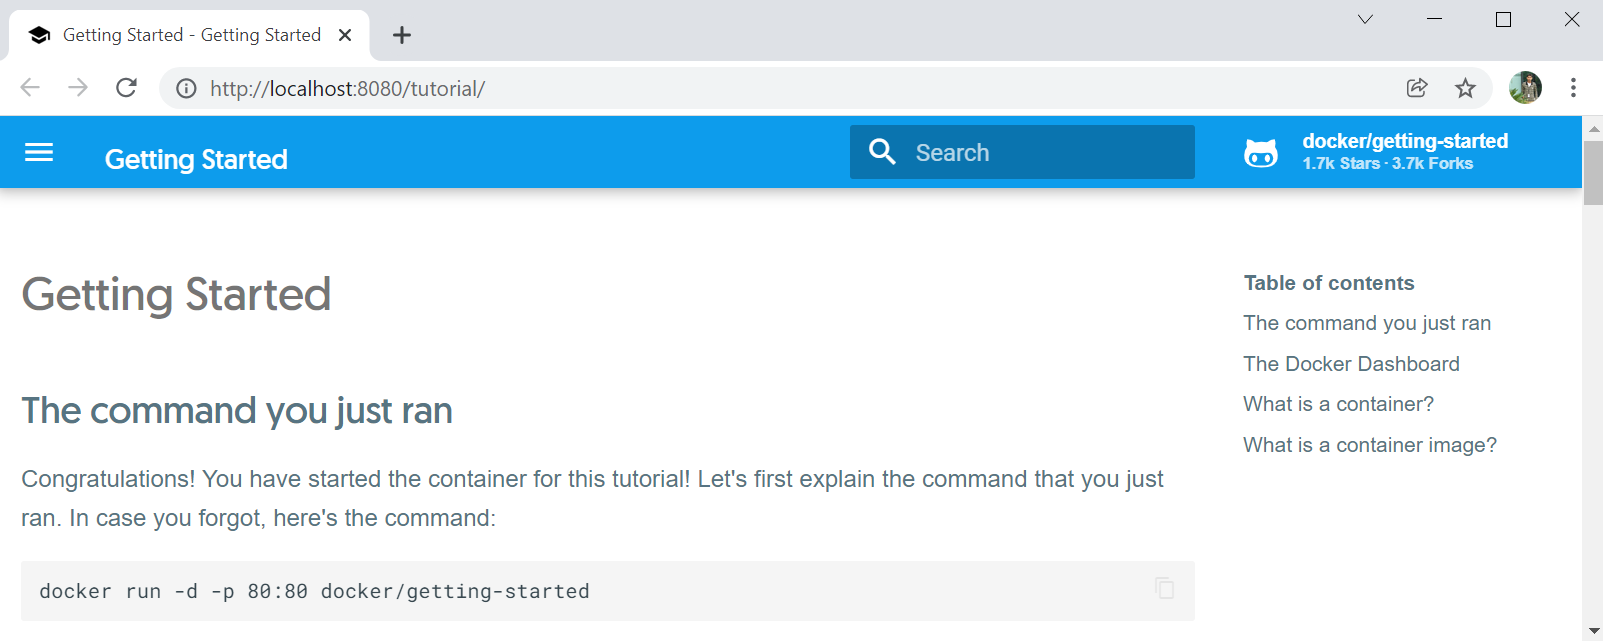 Getting Started - Getting Started
http://localhost:8080/tutorial/
Getting Started
Search
docker/getting-started
1.7k Stars · 3.7k Forks
Getting Started
The command you just ran
Congratulations! You have started the container for this tutorial! Let's first explain the command that you just
ran. In case you forgot, here's the command:
docker run -d -p 80:80 docker/getting-started
Table of contents
The command you just ran
The Docker Dashboard
What is a container?
What is a container image?